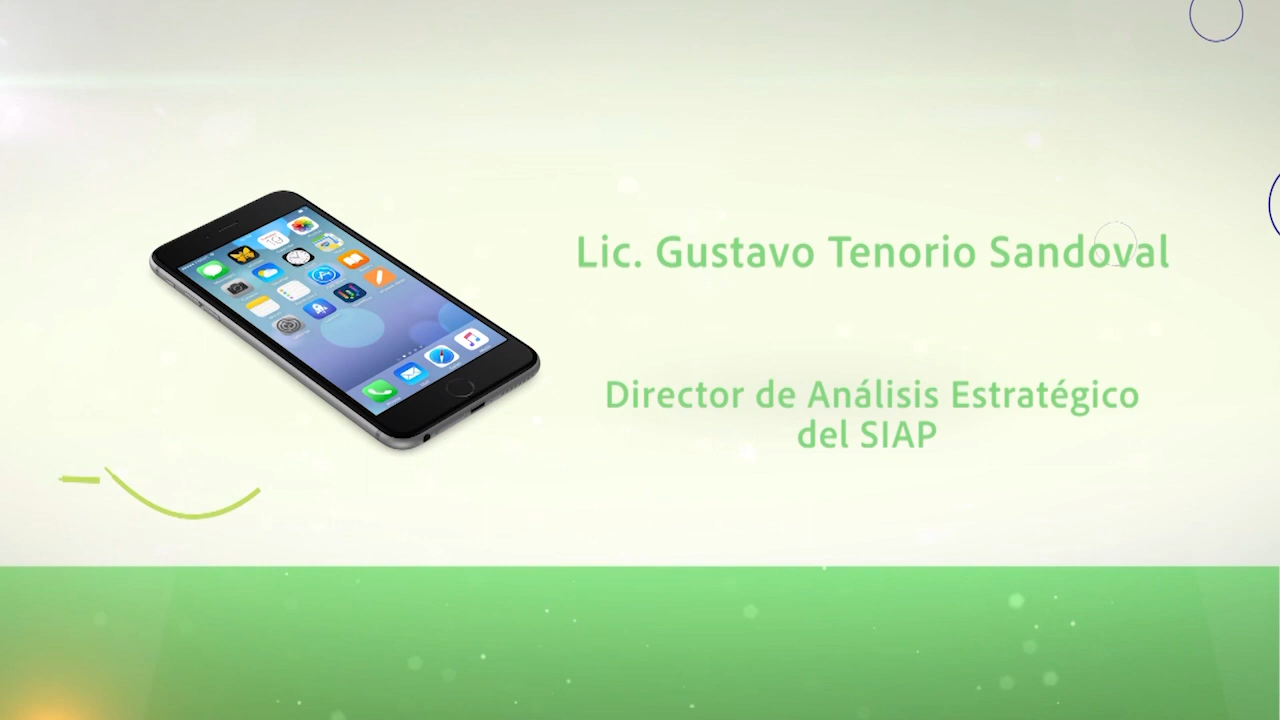 Lic. Gustavo Tenorio Sandoval
Director de Análisis Estratégico
del SIAP